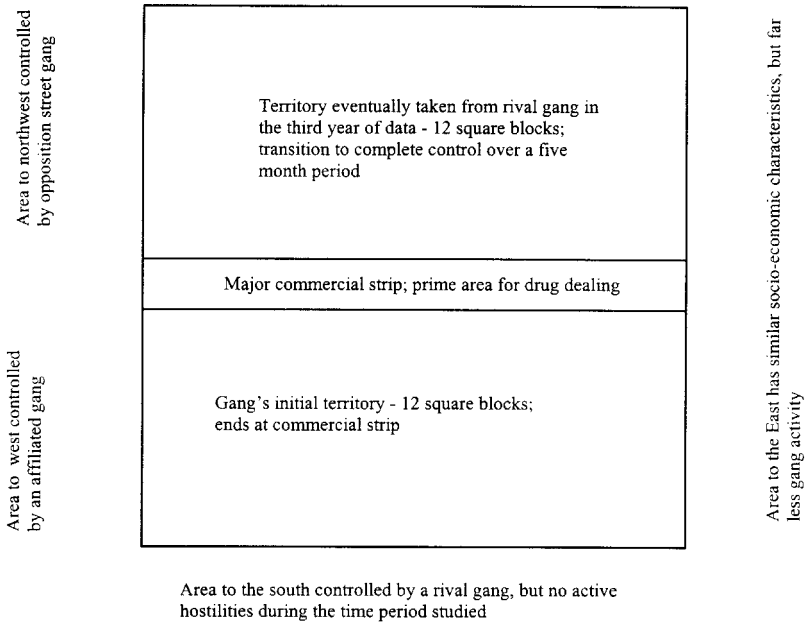 Area to northwest controlled
by opposition street gang
Territory eventually taken from rival gang in
the third year of data - 12 square blocks;
transition to complete control over a five
month period
Major commercial strip; prime area for drug dealing
Area to west controlled
by an affiliated gang
Gang's initial territory - 12 square blocks;
ends at commercial strip
Area to the East has similar socio-economic characteristics, but far
less gang activity
Area to the south controlled by a rival gang, but no active
hostilities during the time period studied